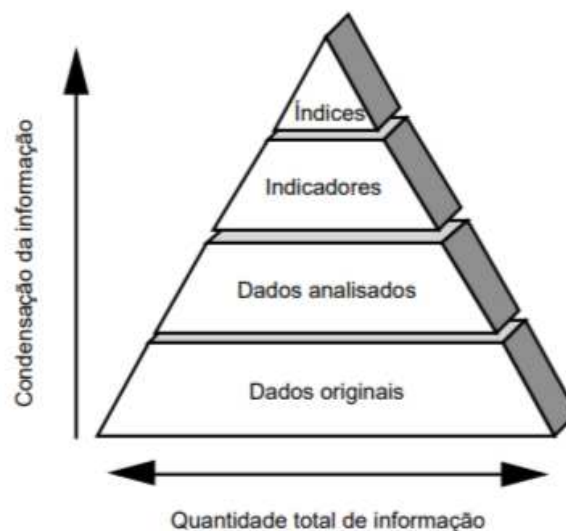 Condensação da informação
Índices
Indicadores
Dados analisados
Dados originais
Quantidade total de informação